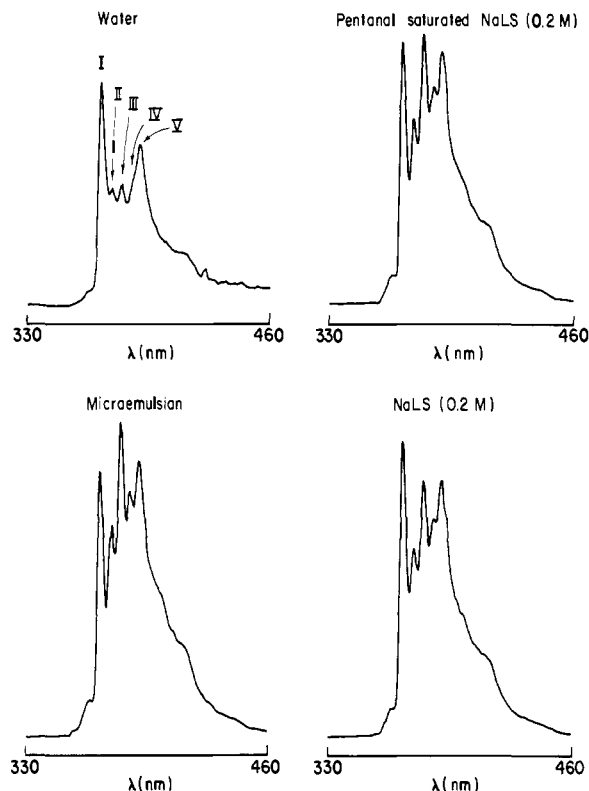 Water
I
II
III
IV
V
330
460
λ(nm)
Pentanal saturated NaLS (0.2 M)
330
460
λ(nm)
Micraemulsian
330
460
λ(nm)
NaLS (0.2 M)
330
460
λ(nm)